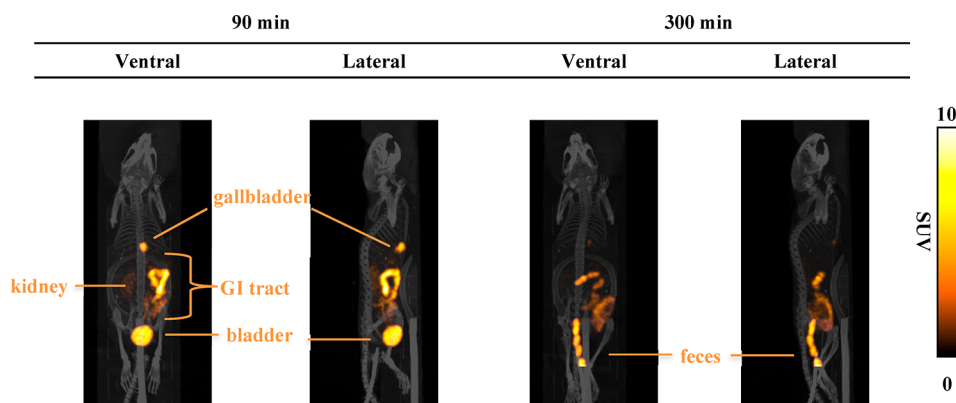 90 min 300 min
Ventral Lateral Ventral Lateral
10
gallbladder
SUV
kidney GI tract
bladder
feces
0